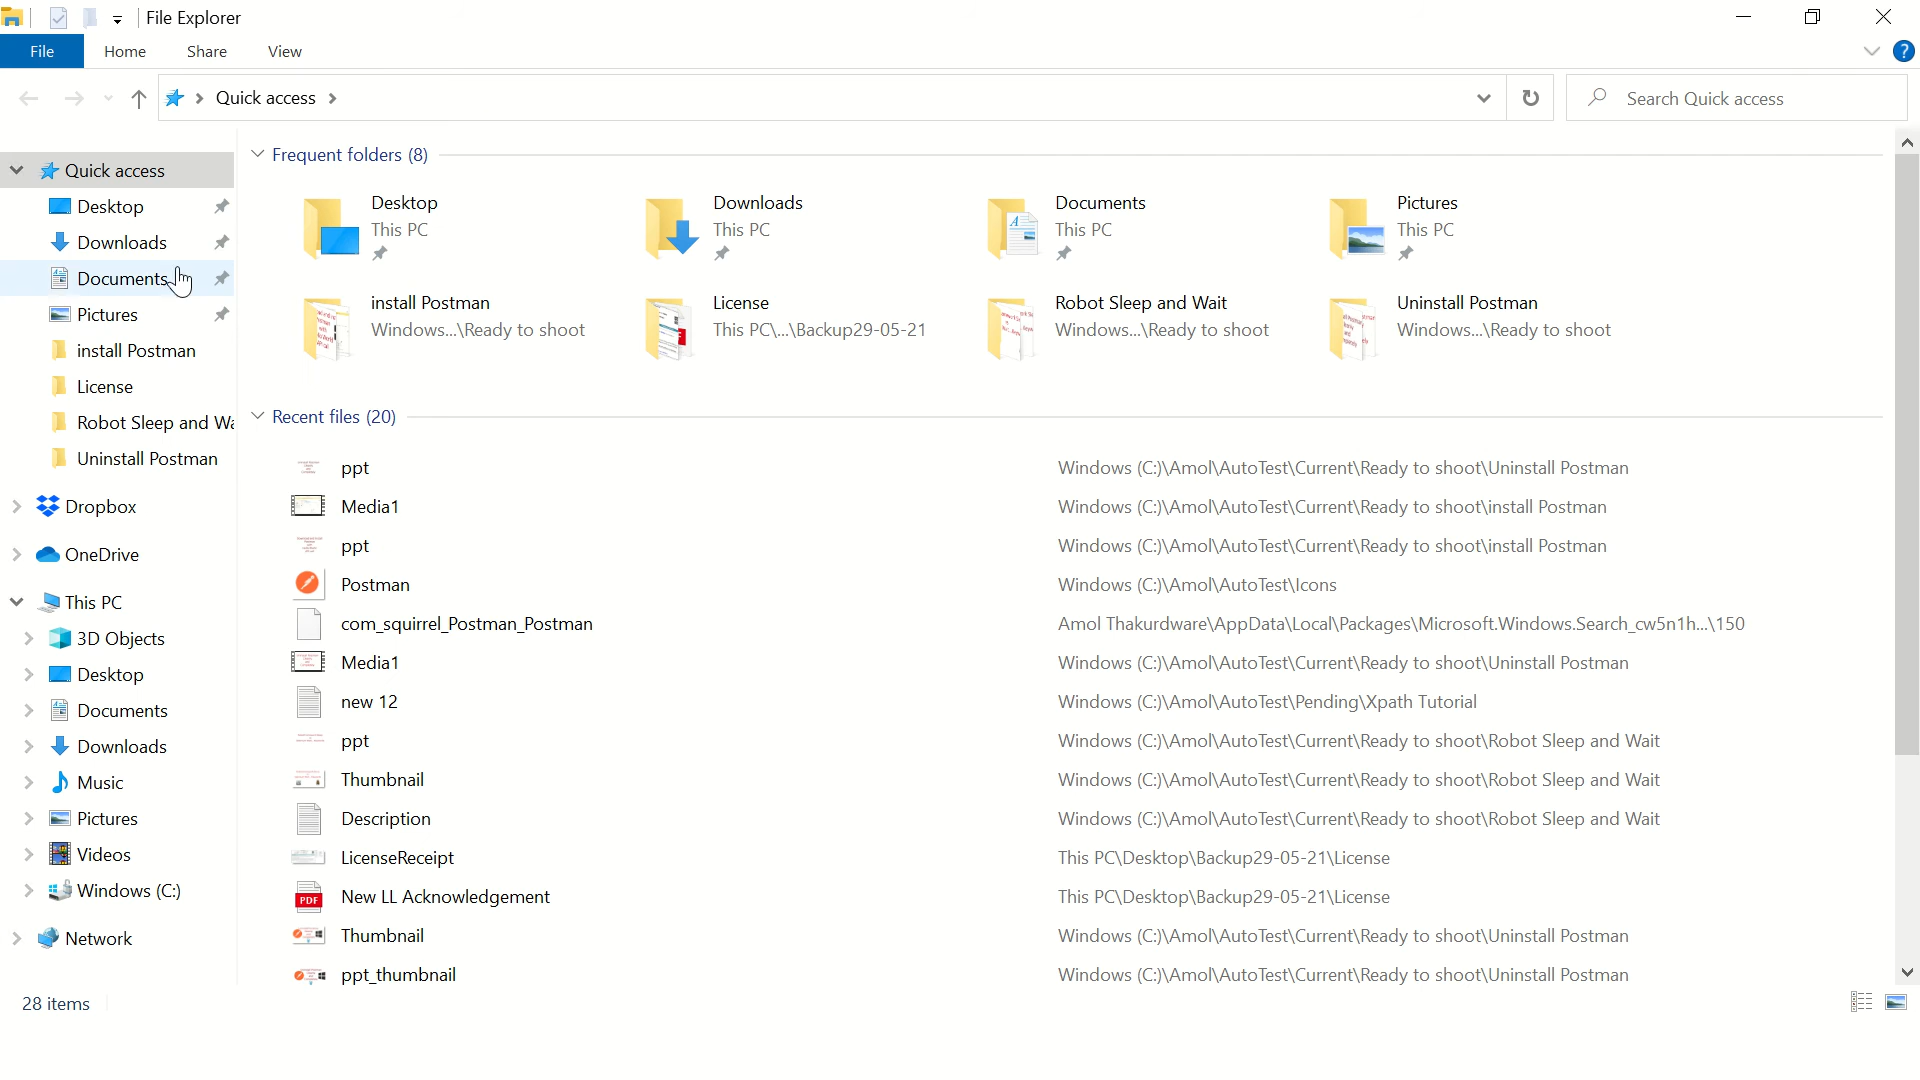 File Explorer
File Home Share View
Quick access
Search Quick access
Quick access
Desktop
Downloads
Documents
Pictures
install Postman
License
Robot Sleep and Wa
Uninstall Postman
Dropbox
OneDrive
This PC
3D Objects
Desktop
Documents
Downloads
Music
Pictures
Videos
Windows (C:)
Network
Frequent folders (8)
Desktop
This PC
Downloads
This PC
Documents
This PC
Pictures
This PC
install Postman
Windows...\Ready to shoot
License
This PC\...\Backup29-05-21
Robot Sleep and Wait
Windows...\Ready to shoot
Uninstall Postman
Windows...\Ready to shoot
Recent files (20)
ppt Windows (C:)\Amol\AutoTest\Current\Ready to shoot\Uninstall Postman
Media1 Windows (C:)\Amol\AutoTest\Current\Ready to shoot\install Postman
ppt Windows (C:)\Amol\AutoTest\Current\Ready to shoot\install Postman
Postman Windows (C:)\Amol\AutoTest\Icons
com_squirrel_Postman_Postman Amol Thakurdware\AppData\Local\Packages\Microsoft.Windows.Search_cw5n1h...\150
Media1 Windows (C:)\Amol\AutoTest\Current\Ready to shoot\Uninstall Postman
new 12 Windows (C:)\Amol\AutoTest\Pending\Xpath Tutorial
ppt Windows (C:)\Amol\AutoTest\Current\Ready to shoot\Robot Sleep and Wait
Thumbnail Windows (C:)\Amol\AutoTest\Current\Ready to shoot\Robot Sleep and Wait
Description Windows (C:)\Amol\AutoTest\Current\Ready to shoot\Robot Sleep and Wait
LicenseReceipt This PC\Desktop\Backup29-05-21\License
PDF New LL Acknowledgement This PC\Desktop\Backup29-05-21\License
Thumbnail Windows (C:)\Amol\AutoTest\Current\Ready to shoot\Uninstall Postman
ppt_thumbnail Windows (C:)\Amol\AutoTest\Current\Ready to shoot\Uninstall Postman
28 items